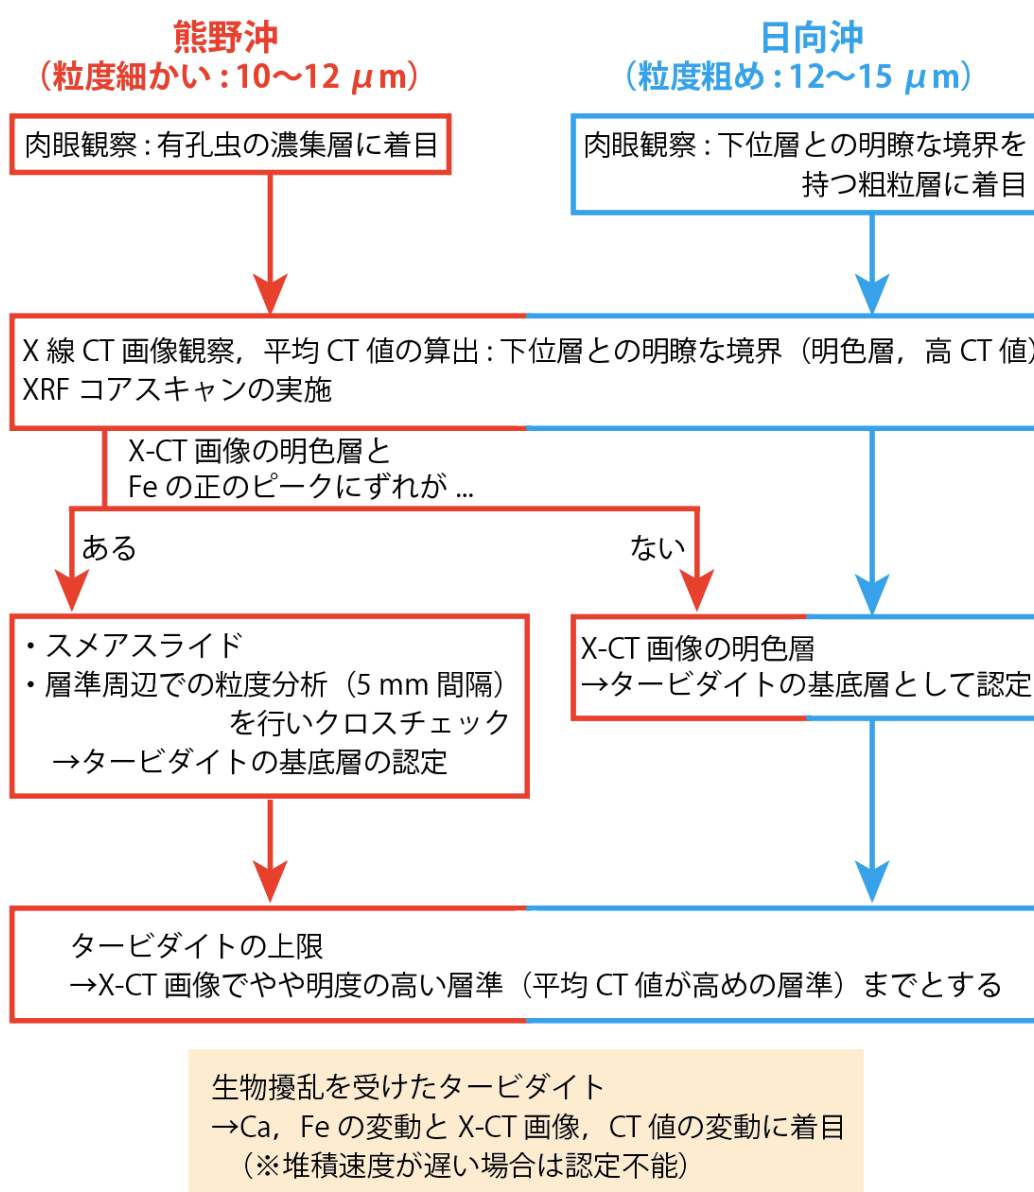 熊野沖
（粒度細かい：10～12 μm）
日向沖
（粒度粗め：12～15 μm）
肉眼観察：有孔虫の濃集層に着目
肉眼観察：下位層との明瞭な境界を
持つ粗粒層に着目
X 線 CT 画像観察，平均 CT 値の算出：下位層との明瞭な境界（明色層，高 CT 値）
XRF コアスキャンの実施
X-CT 画像の明色層と
Fe の正のピークにずれが ...
ある
ない
・スメアスライド
・層準周辺での粒度分析（5 mm 間隔）
を行いクロスチェック
→タービダイトの基底層の認定
X-CT 画像の明色層
→タービダイトの基底層として認定
タービダイトの上限
→X-CT 画像でやや明度の高い層準（平均 CT 値が高めの層準）までとする
生物擾乱を受けたタービダイト
→Ca，Fe の変動と X-CT 画像，CT 値の変動に着目
（※堆積速度が遅い場合は認定不能）